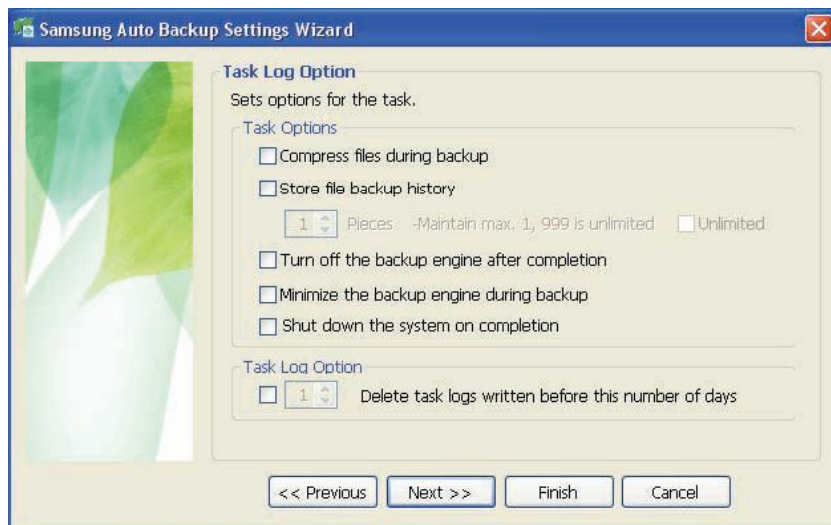 Samsung Auto Backup Settings Wizard
Task Log Option
Sets options for the task.
Task Options
Compress files during backup
Store file backup history
1 Pieces -Maintain max. 1, 999 is unlimited Unlimited
Turn off the backup engine after completion
Minimize the backup engine during backup
Shut down the system on completion
Task Log Option
1 Delete task logs written before this number of days
<< Previous Next >> Finish Cancel